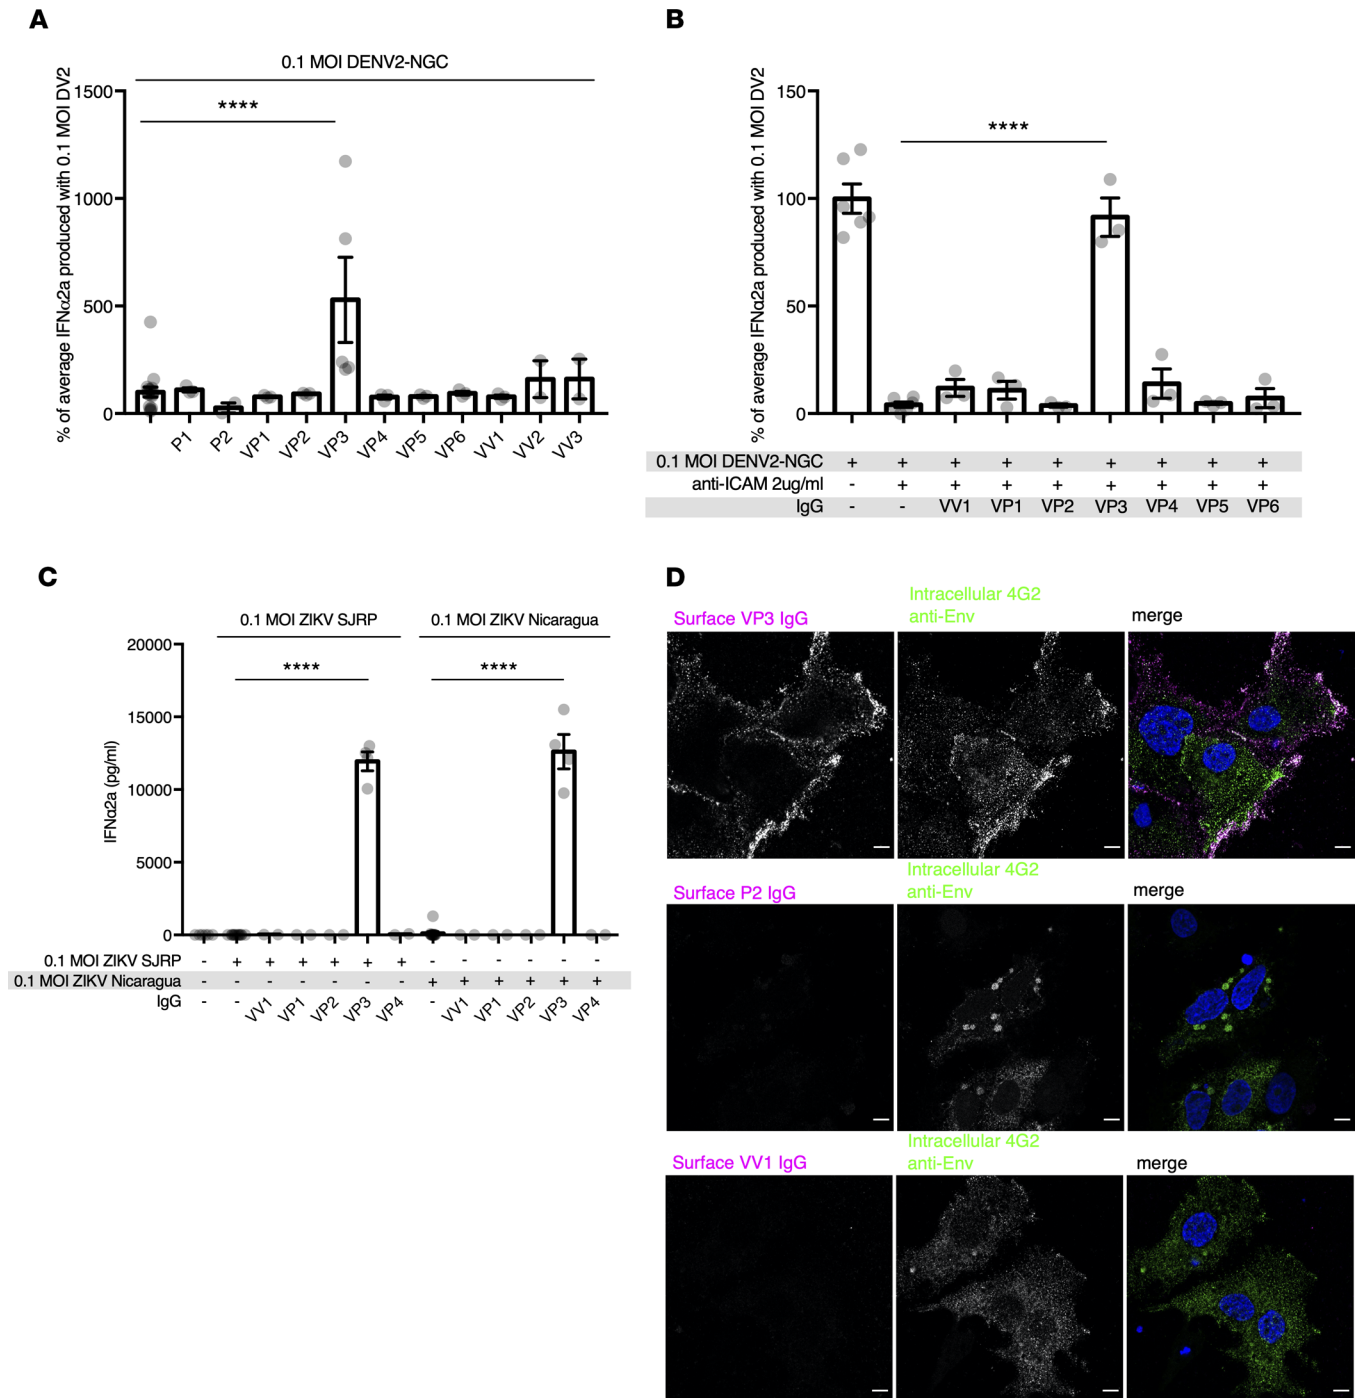 A
0.1 MOI DENV2-NGC
****
% of average IFNα2a produced with 0.1 MOI DV2
1500
1000
500
0
P1
P2
VP1
VP2
VP3
VP4
VP5
VP6
VV1
VV2
VV3
B
****
% of average IFNα2a produced with 0.1 MOI DV2
150
100
50
0
0.1 MOI DENV2-NGC + + + + + + + + +
anti-ICAM 2ug/ml - + + + + + + + +
IgG - - VV1 VP1 VP2 VP3 VP4 VP5 VP6
C
0.1 MOI ZIKV SJRP 0.1 MOI ZIKV Nicaragua
**** ****
IFNα2a (pg/ml)
20000
15000
10000
5000
0
0.1 MOI ZIKV SJRP - + + + + + + - - - - - -
0.1 MOI ZIKV Nicaragua - - - - - - - + + + + + +
IgG - - VV1 VP1 VP2 VP3 VP4 - VV1 VP1 VP2 VP3 VP4
D
Surface VP3 IgG
Intracellular 4G2
anti-Env
merge
Surface P2 IgG
Intracellular 4G2
anti-Env
merge
Surface VV1 IgG
Intracellular 4G2
anti-Env
merge